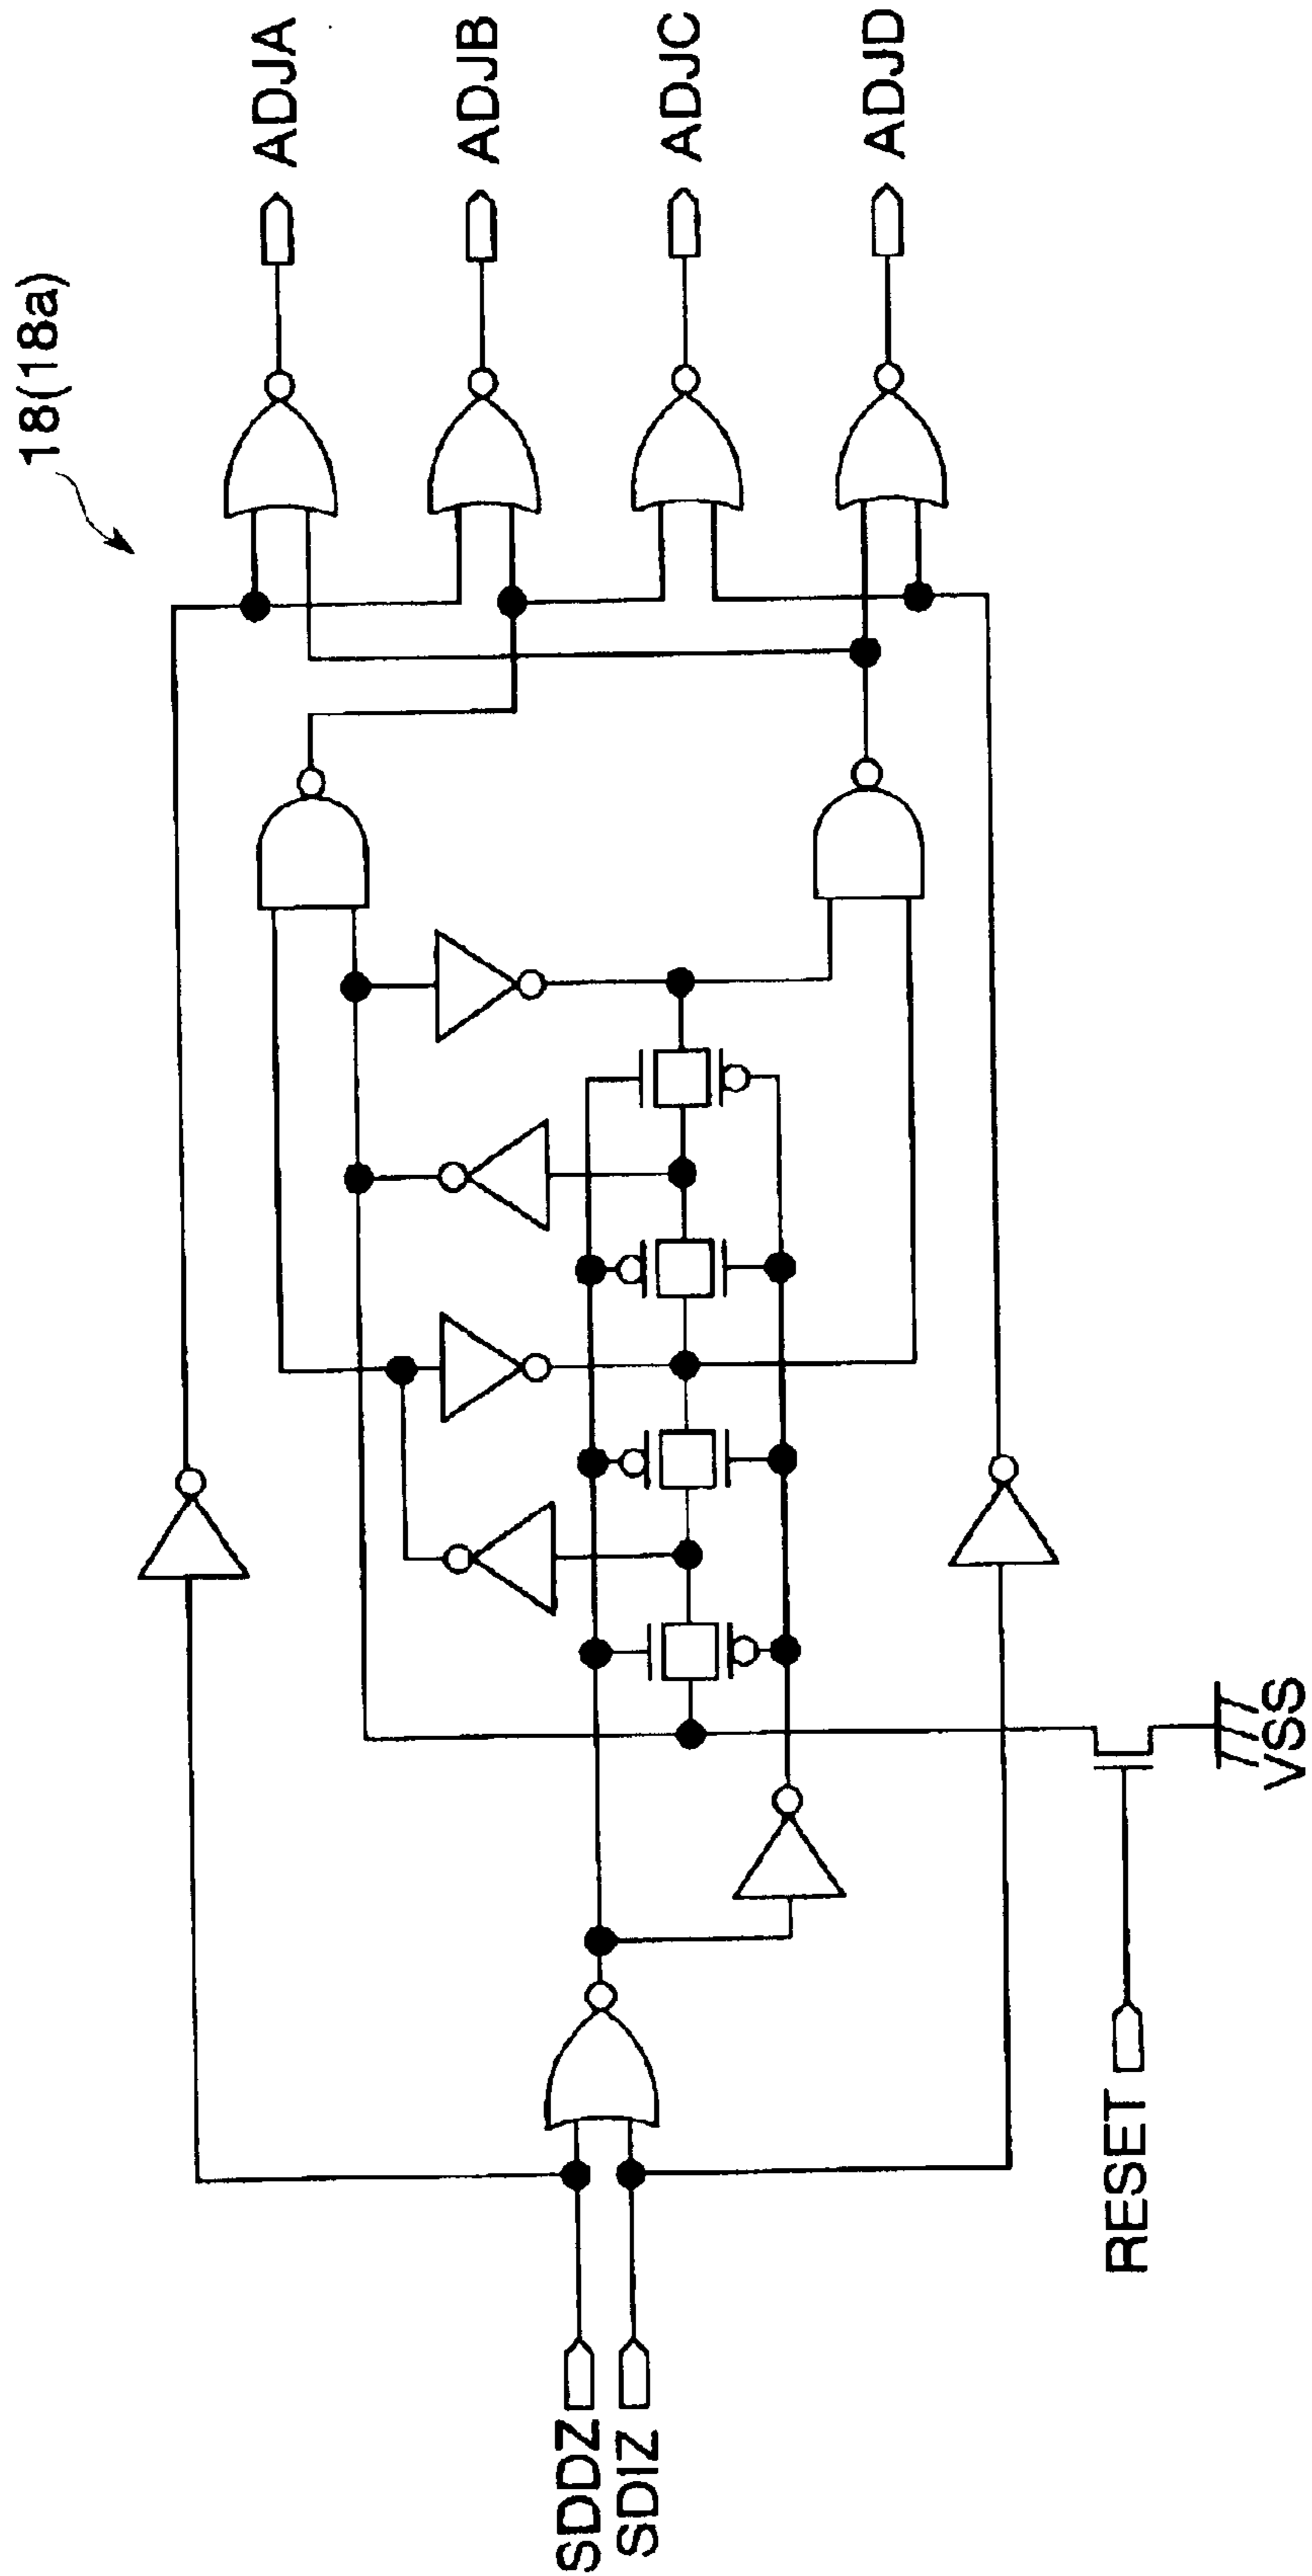 18(18a)
ADJA
ADJB
ADJC
ADJD
SDDZ
SDIZ
RESET
VSS